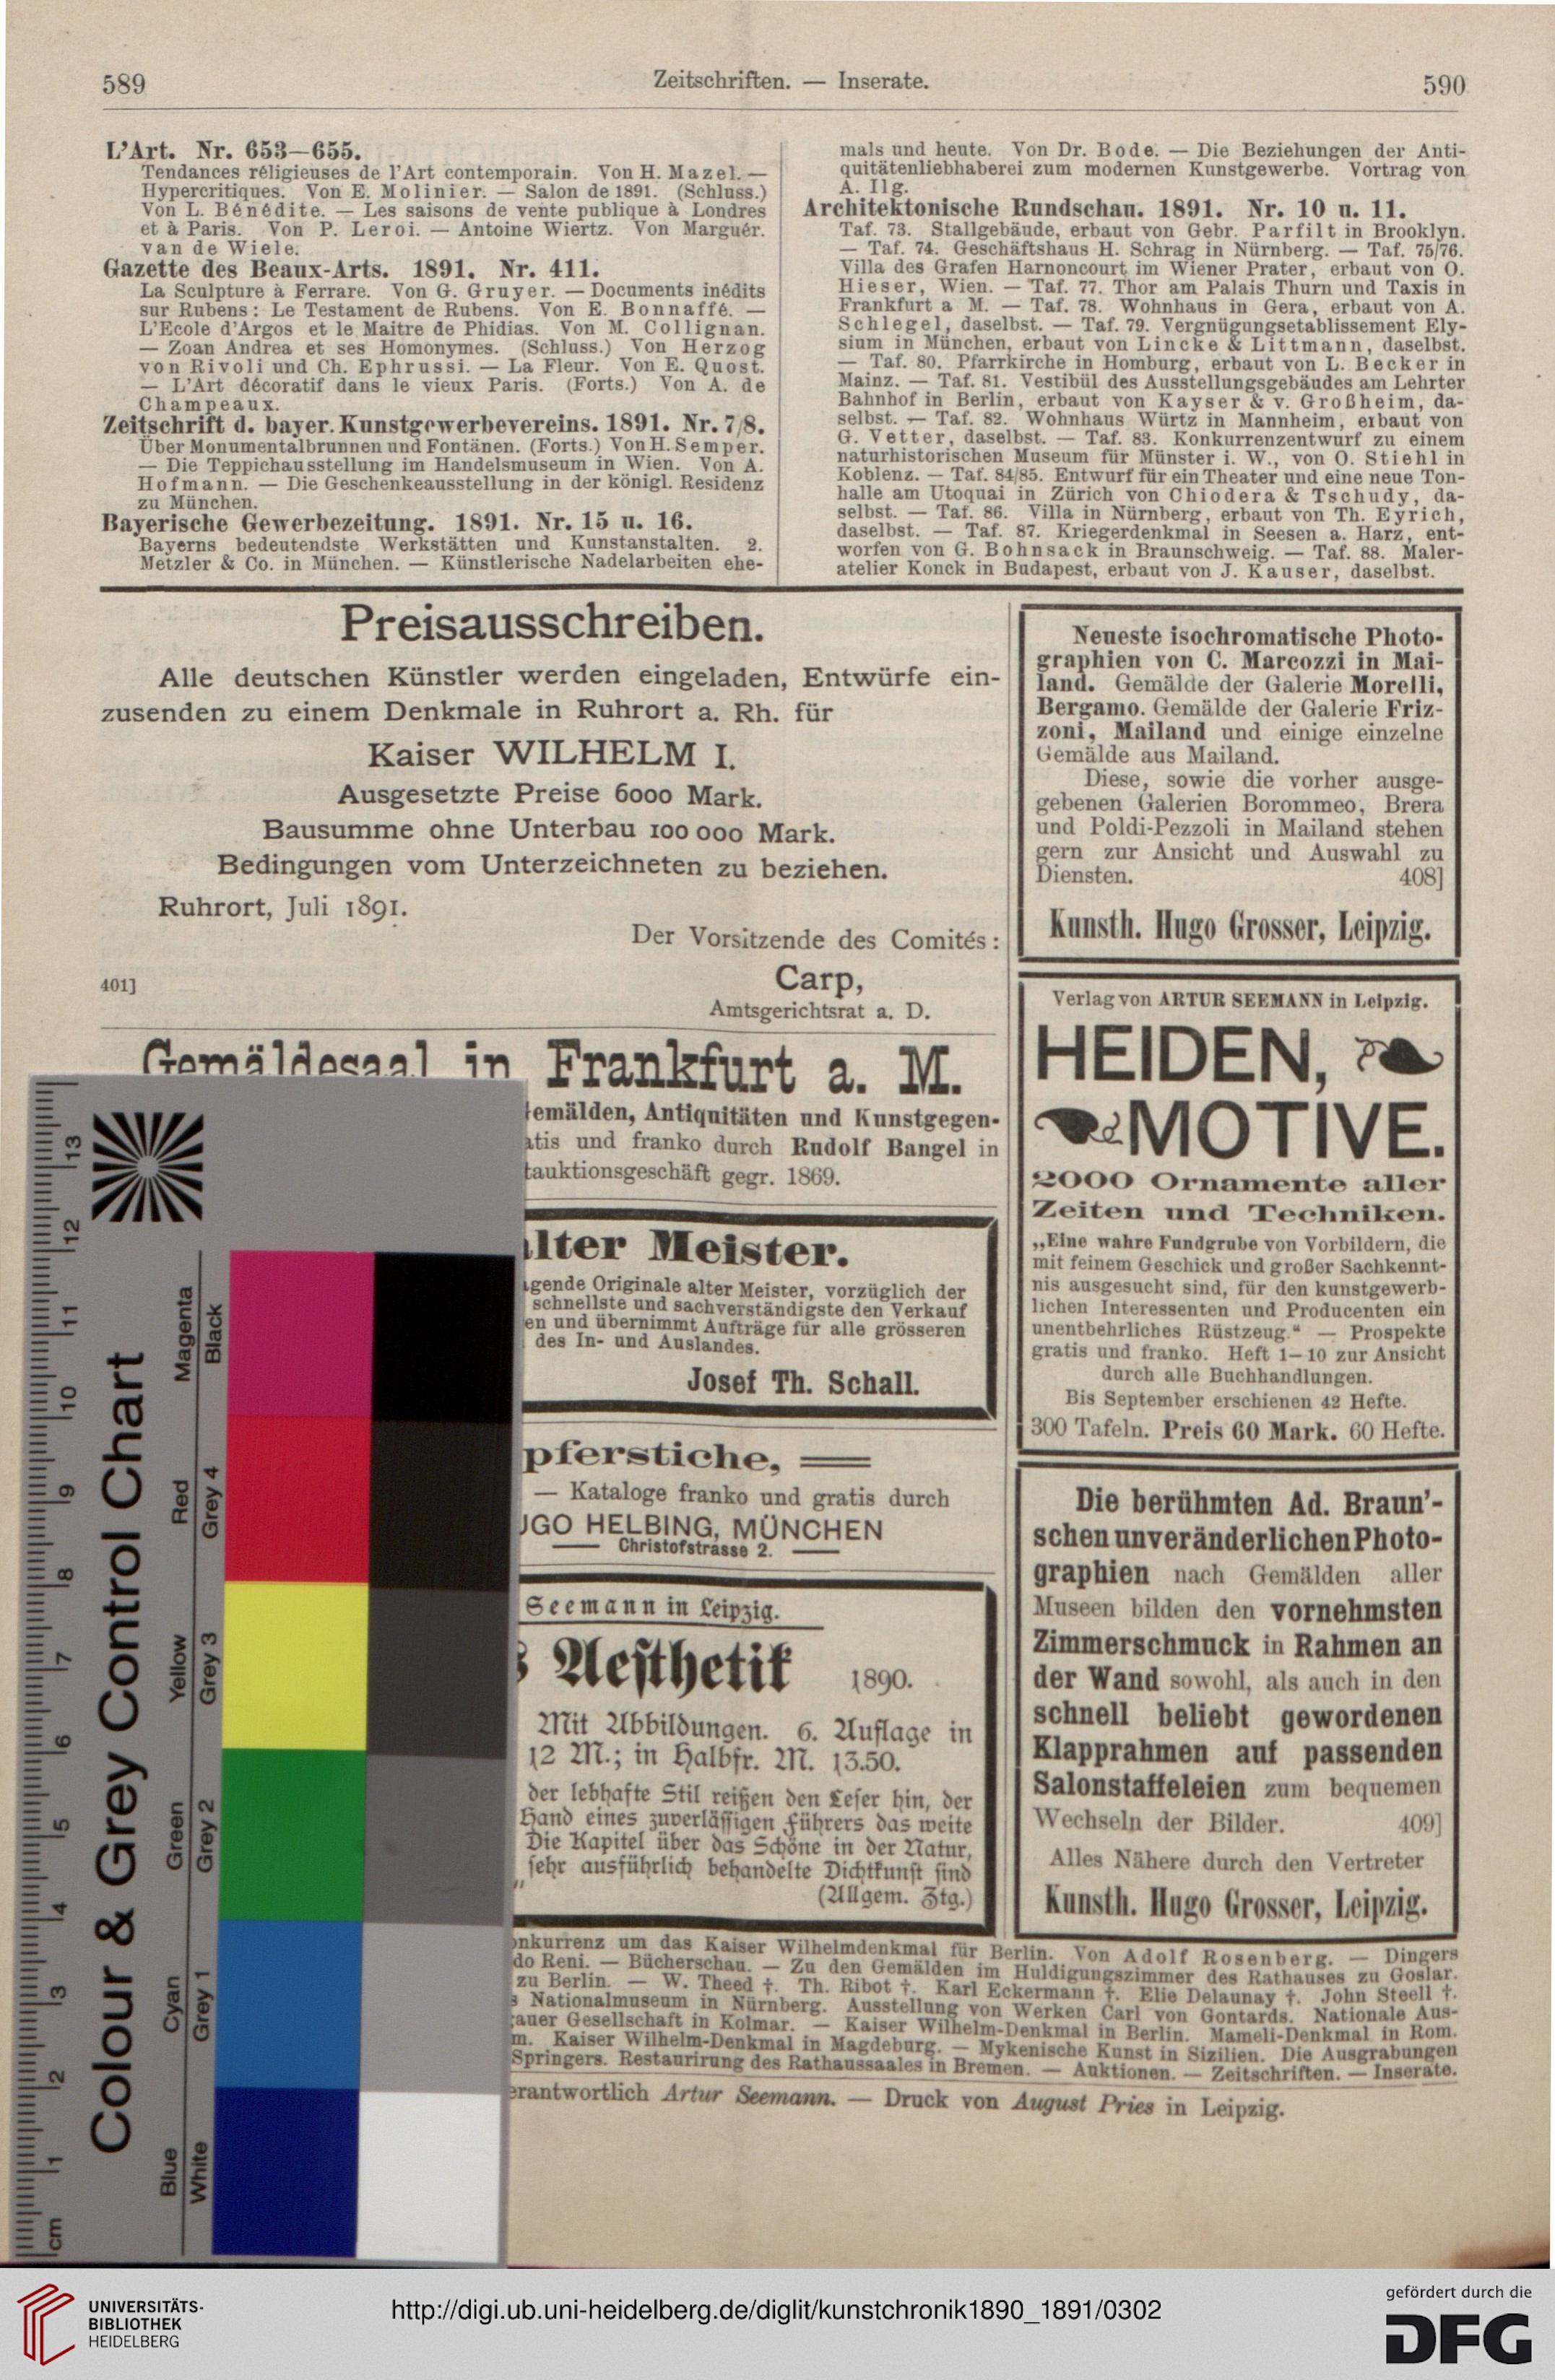 589
Zeitschriften. — Inserate.
590
L’Art. Nr. 653—655.
Tendances réligieuses de l’Art contemporain. Von H. Mazel. —
Hypercritiques. Von E. Molinier. — Salon de 1891. (Schluss.)
Von L. Bénédite. — Les saisons de vente publique à Londres
et à Paris. Von P. Leroi. — Antoine Wiertz. Von Marguér.
van de Wiele.
Gazette des Beaux-Arts. 1891. Nr. 411.
La Sculpture à Ferrare. Von G. Gruyer. — Documents inédits
sur Rubens: Le Testament de Rubens. Von E. Bonnaffé. —
L’Ecole d’Argos et le Maitre de Phidias. Von M. Collignan.
— Zoan Andrea et ses Homonymes. (Schluss.) Von Herzog
von Rivoli und Ch. Ephrussi. — La Fleur. Von E. Quost.
— L’Art décoratif dans le vieux Paris. (Forts.) Von A. de
Champeaux.
Zeitschrift d. bayer. Kunstgewerbevereins. 1891. Nr. 7/8.
Über Monumentalbrunnen und Fontänen. (Forts.) Von H. Semper.
— Die Teppichausstellung im Handelsmuseum in Wien. Von A.
Hofmann. — Die Geschenkeausstellung in der königl. Residenz
zu München.
Bayerische Gewerbezeitung. 1891. Nr. 15 u. 16.
Bayerns bedeutendste Werkstätten und Kunstanstalten. 2.
Metzler & Co. in München. — Künstlerische Nadelarbeiten ehe-
mals und heute. Von Dr. Bode. — Die Beziehungen der Anti-
quitätenliebhaberei zum modernen Kunstgewerbe. Vortrag von
A. Ilg.
Architektonische Rundschau. 1891. Nr. 10 u. 11.
Taf. 73. Stallgebäude, erbaut von Gebr. Parfilt in Brooklyn.
— Taf. 74. Geschäftshaus H. Schrag in Nürnberg. — Taf. 75/76.
Villa des Grafen Harnoncourt im Wiener Prater, erbaut von O.
Hieser, Wien. — Taf. 77. Thor am Palais Thurn und Taxis in
Frankfurt a M. — Taf. 78. Wohnhaus in Gera, erbaut von A.
Schlegel, daselbst. — Taf. 79. Vergnügungsetablissement Ely-
sium in München, erbaut von Lincke & Littmann, daselbst.
— Taf. 80. Pfarrkirche in Homburg, erbaut von L. Becker in
Mainz. — Taf. 81. Vestibül des Ausstellungsgebäudes am Lehrter
Bahnhof in Berlin, erbaut von Kayser & v. Großheim, da-
selbst. — Taf. 82. Wohnhaus Würtz in Mannheim, erbaut von
G. Vetter, daselbst. — Taf. 83. Konkurrenzentwurf zu einem
naturhistorischen Museum für Münster i. W., von O. Stiehl in
Koblenz. — Taf. 84/85. Entwurf für ein Theater und eine neue Ton-
halle am Utoquai in Zürich von Chiodera & Tschudy, da-
selbst. — Taf. 86. Villa in Nürnberg, erbaut von Th. Eyrich,
daselbst. — Taf. 87. Kriegerdenkmal in Seesen a. Harz, ent-
worfen von G. Bohnsack in Braunschweig. — Taf. 88. Maler-
atelier Konck in Budapest, erbaut von J. Kauser, daselbst.
Preisausschreiben.
Alle deutschen Künstler werden eingeladen, Entwürfe ein-
zusenden zu einem Denkmale in Ruhrort a. Rh. für
Kaiser WILHELM I.
Ausgesetzte Preise 6000 Mark.
Bausumme ohne Unterbau 100 000 Mark.
Bedingungen vom Unterzeichneten zu beziehen.
Ruhrort, Juli 1891.
Der Vorsitzende des Comités:
401]
Carp,
Amtsgerichtsrat a. D.
Gemäldesaal in Frankfurt a. M.
emälden, Antiquitäten und Kunstgegen-
tis und franko durch Rudolf Bangel in
tauktionsgeschäft gegr. 1869.
lter Meister.
gende Originale alter Meister, vorzüglich der
schnellste und sachverständigste den Verkauf
en und übernimmt Aufträge für alle grösseren
des In- und Auslandes.
Josef Th. Schall.
pferstiche,
— Kataloge franko und gratis durch
GO HELBING, MÜNCHEN
Christofstrasse 2.
Seemann in Leipzig.
Aesthetik 1890.
Mit Abbildungen. 6. Auflage in
12 M.; in Halbfr. M. 13.50.
der lebhafte Stil reißen den Leser hin, der
Hand eines zuverlässigen Führers das weite
Die Kapitel über das Schöne in der Natur,
sehr ausführlich behandelte Dichtkunst sind
„
(Allgem. Ztg.)
Neueste isochromatische Photo-
graphien von C. Marcozzi in Mai-
land. Gemälde der Galerie Morelli,
Bergamo. Gemälde der Galerie Friz-
zoni, Mailand und einige einzelne
Gemälde aus Mailand.
Diese, sowie die vorher ausge-
gebenen Galerien Borommeo, Brera
und Poldi-Pezzoli in Mailand stehen
gern zur Ansicht und Auswahl zu
Diensten. 408]
Kunsth. Hugo Grosser, Leipzig.
Verlag von ARTUR SEEMANN in Leipzig.
HEIDEN,
MOTIVE.
2000 Ornamente aller
Zeiten und Techniken.
„Eine wahre Fundgrube von Vorbildern, die
mit feinem Geschick und großer Sachkennt-
nis ausgesucht sind, für den kunstgewerb-
lichen Interessenten und Producenten ein
unentbehrliches Rüstzeug.“ — Prospekte
gratis und franko. Heft 1—10 zur Ansicht
durch alle Buchhandlungen.
Bis September erschienen 42 Hefte.
300 Tafeln. Preis 60 Mark. 60 Hefte.
Die berühmten Ad. Braun’-
schen unveränderlichen Photo-
graphien nach Gemälden aller
Museen bilden den vornehmsten
Zimmerschmuck in Rahmen an
der Wand sowohl, als auch in den
schnell beliebt gewordenen
Klapprahmen auf passenden
Salonstaffeleien zum bequemen
Wechseln der Bilder. 409]
Alles Nähere durch den Vertreter
Kunsth. Hugo Grosser, Leipzig.
onkurrenz um das Kaiser Wilhelmdenkmal für Berlin. Von Adolf Rosenberg. — Dingers
do Reni. — Bücherschau. — Zu den Gemälden im Huldigungszimmer des Rathauses zu Goslar.
zu Berlin. — W. Theed †. Th. Ribot †. Karl Eckermann †. Elie Delaunay †. John Steell †.
s Nationalmuseum in Nürnberg. Ausstellung von Werken Carl von Gontards. Nationale Aus-
auer Gesellschaft in Kolmar. — Kaiser Wilhelm-Denkmal in Berlin. Mameli-Denkmal in Rom.
m. Kaiser Wilhelm-Denkmal in Magdeburg. — Mykenische Kunst in Sizilien. Die Ausgrabungen
Springers. Restaurirung des Rathaussaales in Bremen. — Auktionen. — Zeitschriften. — Inserate.
erantwortlich Artur Seemann. — Druck von August Pries in Leipzig.
Colour & Grey Control Chart
Blue Cyan Green Yellow Red Magenta
White Grey 1 Grey 2 Grey 3 Grey 4 Black
cm 1 2 3 4 5 6 7 8 9 10 11 12 13
UNIVERSITÄTS-
BIBLIOTHEK
HEIDELBERG
http://digi.ub.uni-heidelberg.de/diglit/kunstchronik1890_1891/0302
gefördert durch die
DFG